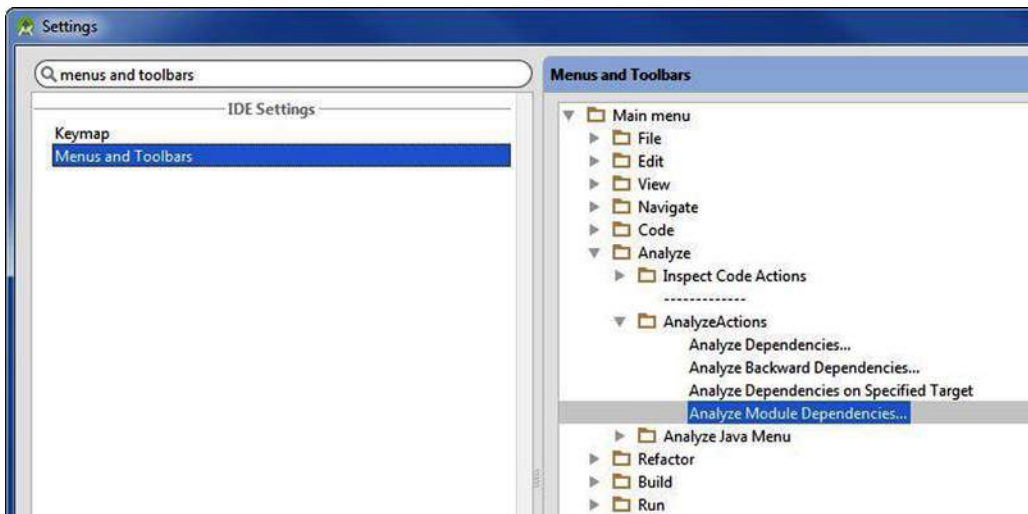 Settings
menus and toolbars
IDE Settings
Keymap
Menus and Toolbars
Menus and Toolbars
Main menu
File
Edit
View
Navigate
Code
Analyze
Inspect Code Actions
-------------
AnalyzeActions
Analyze Dependencies...
Analyze Backward Dependencies...
Analyze Dependencies on Specified Target
Analyze Module Dependencies...
Analyze Java Menu
Refactor
Build
Run